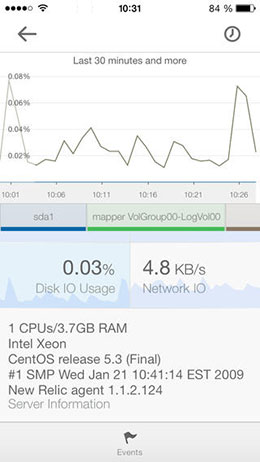 10:31
84 %
Last 30 minutes and more
0.08%
0.06%
0.04%
0.02%
10:01 10:06 10:11 10:16 10:21 10:26
sda1 mapper VolGroup00-LogVol00
0.03% 4.8 KB/s
Disk IO Usage Network IO
1 CPUs/3.7GB RAM
Intel Xeon
CentOS release 5.3 (Final)
#1 SMP Wed Jan 21 10:41:14 EST 2009
New Relic agent 1.1.2.124
Server Information
Events